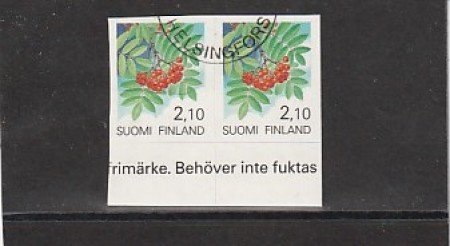 HELSINGFORS
2,10 2,10
SUOMI FINLAND SUOMI FINLAND
frimärke. Behöver inte fuktas